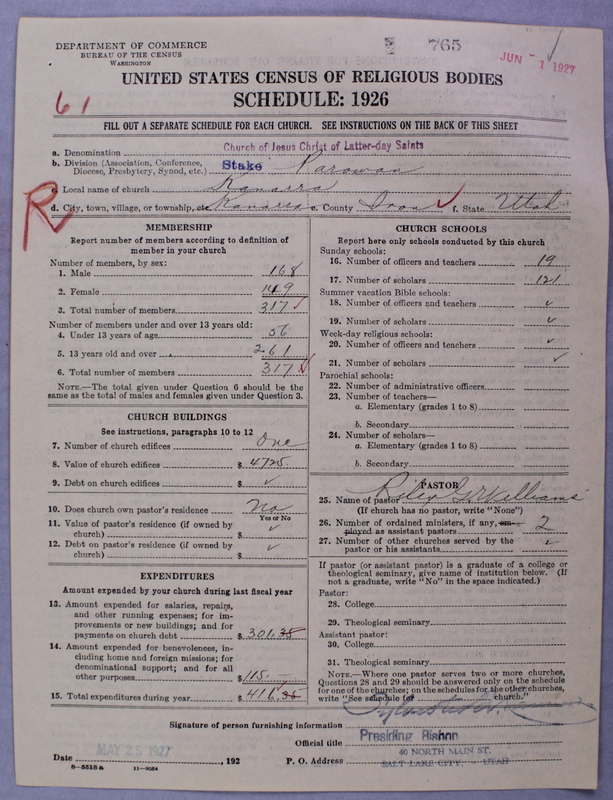 DEPARTMENT OF COMMERCE
BUREAU OF THE CENSUS
WASHINGTON
765
JUN - 1 1927
UNITED STATES CENSUS OF RELIGIOUS BODIES
SCHEDULE: 1926
61
FILL OUT A SEPARATE SCHEDULE FOR EACH CHURCH. SEE INSTRUCTIONS ON THE BACK OF THIS SHEET
a. Denomination Church of Jesus Christ of Latter-day Saints
b. Division (Association, Conference, Diocese, Presbytery, Synod, etc.) Stake Parowan
c. Local name of church Kanarra
R
d. City, town, village, or township, etc Kanarra e. County Iron f. State Utah
MEMBERSHIP
Report number of members according to definition of
member in your church
Number of members, by sex:
1. Male 168
2. Female 149
3. Total number of members 317
Number of members under and over 13 years old:
4. Under 13 years of age 56
5. 13 years old and over 261
6. Total number of members 317
NOTE.—The total given under Question 6 should be
same as the total of males and females given under Question 3.
CHURCH BUILDINGS
See instructions, paragraphs 10 to 12
7. Number of church edifices One
8. Value of church edifices $ 4725.
9. Debt on church edifices $ ✓
10. Does church own pastor's residence No
Yes or No
11. Value of pastor's residence (if owned by
church) $ ✓
12. Debt on pastor's residence (if owned by
church) $ ✓
EXPENDITURES
Amount expended by your church during last fiscal year
13. Amount expended for salaries, repairs,
and other running expenses; for im-
provements or new buildings; and for
payments on church debt $ 301.35
14. Amount expended for benevolences, in-
cluding home and foreign missions; for
denominational support; and for all
other purposes $ 115.
15. Total expenditures during year $ 416.35
CHURCH SCHOOLS
Report here only schools conducted by this church
Sunday schools:
16. Number of officers and teachers 19
17. Number of scholars 121
Summer vacation Bible schools:
18. Number of officers and teachers ✓
19. Number of scholars ✓
Week-day religious schools:
20. Number of officers and teachers ✓
21. Number of scholars ✓
Parochial schools:
22. Number of administrative officers
23. Number of teachers—
a. Elementary (grades 1 to 8)
b. Secondary
24. Number of scholars—
a. Elementary (grades 1 to 8)
b. Secondary
PASTOR
25. Name of pastor Riley G. Williams
(If church has no pastor, write "None")
26. Number of ordained ministers, if any, em-
ployed as assistant pastors 2
27. Number of other churches served by the
pastor or his assistants ✓
If pastor (or assistant pastor) is a graduate of a college or
theological seminary, give name of institution below. (If
not a graduate, write "No" in the space indicated.)
Pastor:
28. College
29. Theological seminary
Assistant pastor:
30. College
31. Theological seminary
NOTE.—Where one pastor serves two or more churches,
Questions 28 and 29 should be answered only on the schedule
for one of the churches; on the schedules for the other churches,
write "See schedule for church."
Signature of person furnishing information
Official title Presiding Bishop
Date MAY 25 1927, 192 P. O. Address 40 NORTH MAIN ST.
SALT LAKE CITY, - UTAH
8—5518 a 11—9034